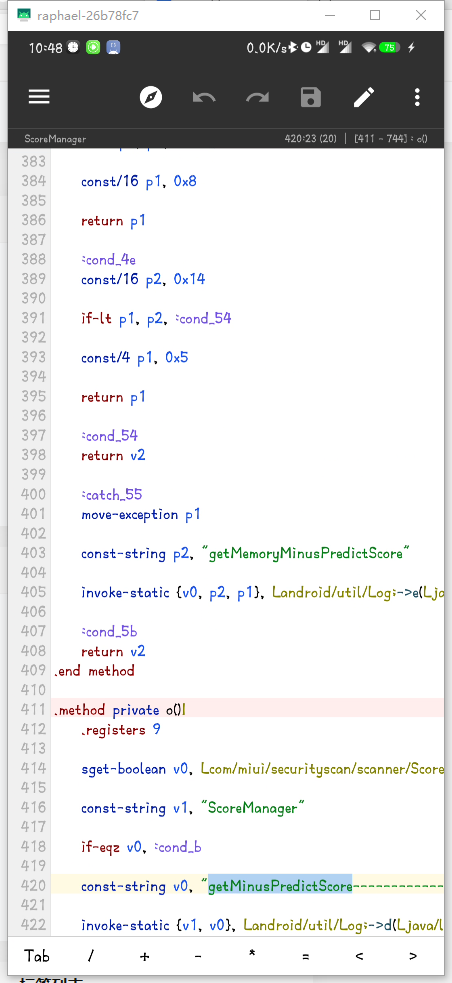 raphael-26b78fc7
10:48 0.0K/s HD HD 75
ScoreManager 420:23 (20) | [411 - 744] : o()
383
384 const/16 p1, 0x8
385
386 return p1
387
388 :cond_4e
389 const/16 p2, 0x14
390
391 if-lt p1, p2, :cond_54
392
393 const/4 p1, 0x5
394
395 return p1
396
397 :cond_54
398 return v2
399
400 :catch_55
401 move-exception p1
402
403 const-string p2, "getMemoryMinusPredictScore"
404
405 invoke-static {v0, p2, p1}, Landroid/util/Log;->e(Lja
406
407 :cond_5b
408 return v2
409 .end method
410
411 .method private o()I
412 .registers 9
413
414 sget-boolean v0, Lcom/miui/securityscan/scanner/Score
415
416 const-string v1, "ScoreManager"
417
418 if-eqz v0, :cond_b
419
420 const-string v0, "getMinusPredictScore--------------
421
422 invoke-static {v1, v0}, Landroid/util/Log;->d(Ljava/l
Tab / + - * = < >